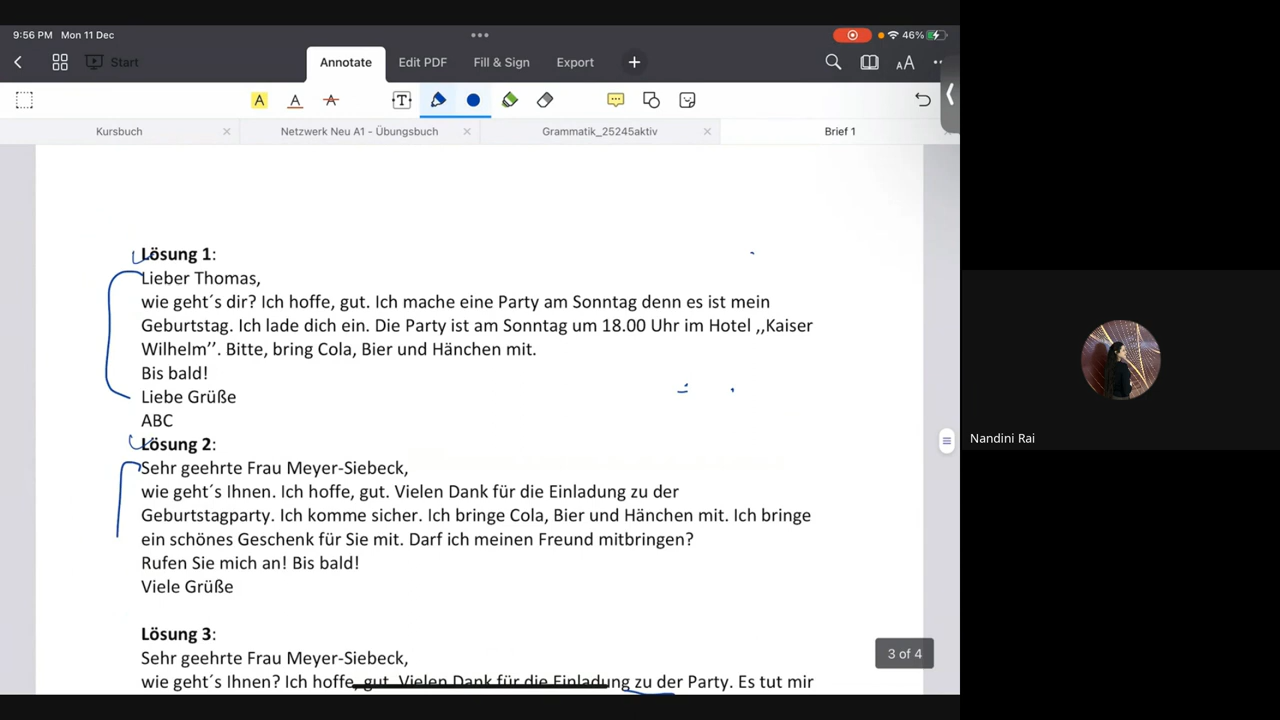 9:56 PM Mon 11 Dec
46%
Start
Annotate
Edit PDF
Fill & Sign
Export
Kursbuch
Netzwerk Neu A1 - Übungsbuch
Grammatik_25245aktiv
Brief 1
Lösung 1:
Lieber Thomas,
wie geht´s dir? Ich hoffe, gut. Ich mache eine Party am Sonntag denn es ist mein
Geburtstag. Ich lade dich ein. Die Party ist am Sonntag um 18.00 Uhr im Hotel ,,Kaiser
Wilhelm’’. Bitte, bring Cola, Bier und Hänchen mit.
Bis bald!
Liebe Grüße
ABC
Lösung 2:
Sehr geehrte Frau Meyer-Siebeck,
wie geht´s Ihnen. Ich hoffe, gut. Vielen Dank für die Einladung zu der
Geburtstagparty. Ich komme sicher. Ich bringe Cola, Bier und Hänchen mit. Ich bringe
ein schönes Geschenk für Sie mit. Darf ich meinen Freund mitbringen?
Rufen Sie mich an! Bis bald!
Viele Grüße
Lösung 3:
Sehr geehrte Frau Meyer-Siebeck,
wie geht´s Ihnen? Ich hoffe, gut. Vielen Dank für die Einladung zu der Party. Es tut mir
3 of 4
Nandini Rai